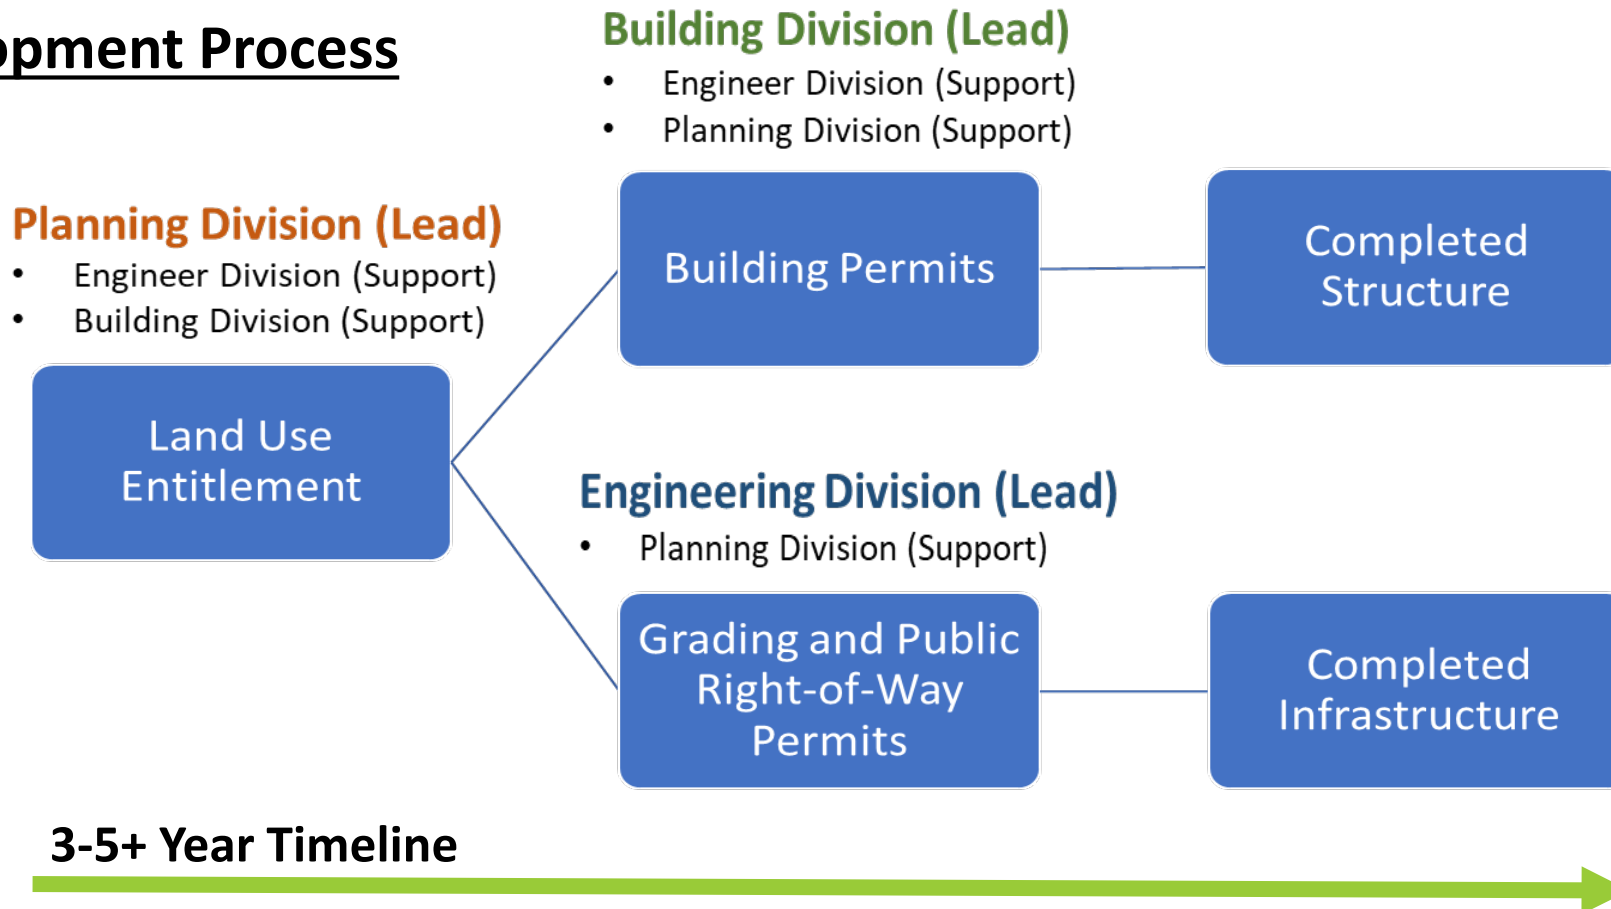 opment Process
Building Division (Lead)
• Engineer Division (Support)
• Planning Division (Support)
Planning Division (Lead)
• Engineer Division (Support)
• Building Division (Support)
Building Permits
Completed
Structure
Land Use
Entitlement
Engineering Division (Lead)
• Planning Division (Support)
Grading and Public
Right-of-Way
Permits
Completed
Infrastructure
3-5+ Year Timeline